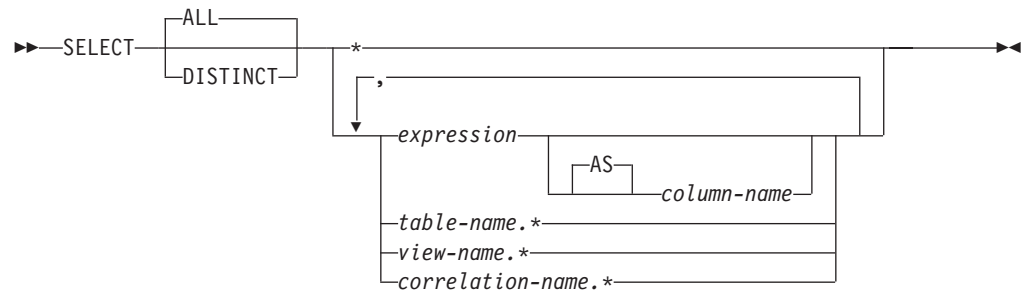 ALL
SELECT
*
DISTINCT
,
expression
AS
column-name
table-name.*
view-name.*
correlation-name.*